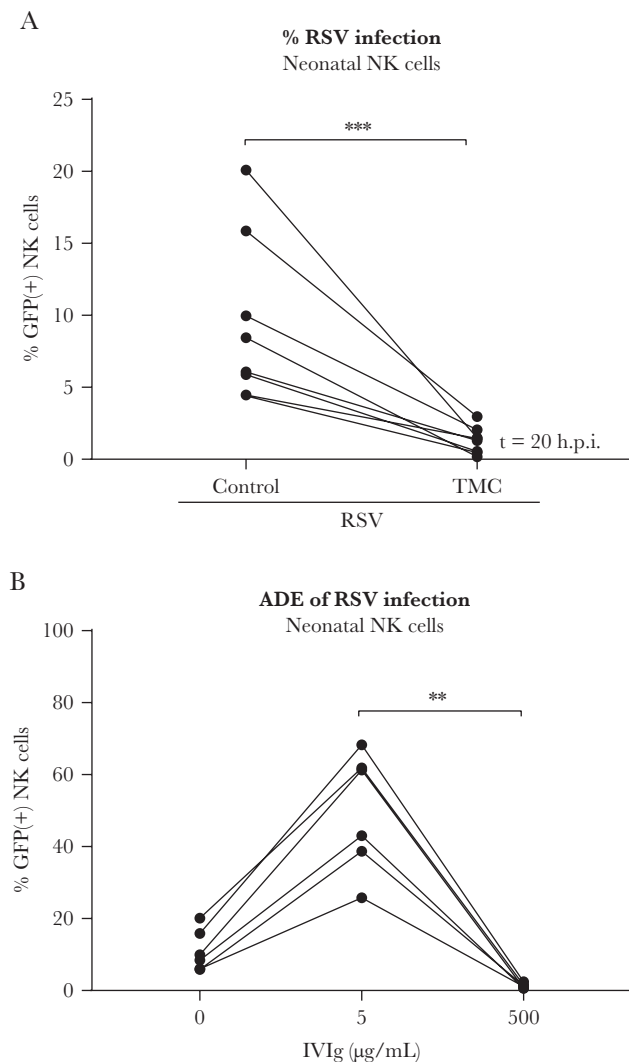 A
% RSV infection
Neonatal NK cells
25
20
15
10
5
0
% GFP(+) NK cells
***
t = 20 h.p.i.
Control TMC
RSV
B
ADE of RSV infection
Neonatal NK cells
100
80
60
40
20
0
% GFP(+) NK cells
**
0 5 500
IVIg (µg/mL)